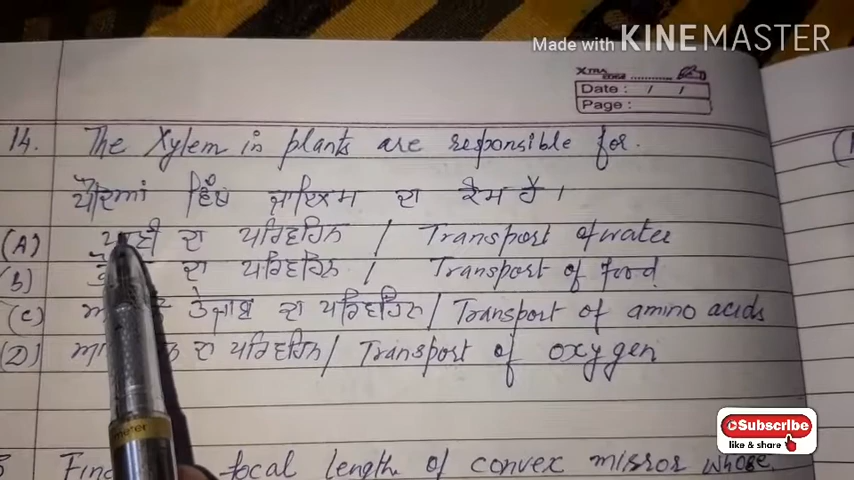 Made with KINEMASTER
XTRA
Date : / /
Page :
14. The Xylem in plants are responsible for.
ਪੌਦਿਆਂ ਵਿੱਚ ਜ਼ਾਇਲਮ ਦਾ ਕੰਮ ਹੈ ।
(A) ਪਾਣੀ ਦਾ ਪਰਿਵਹਿਨ / Transport of water
(B) ਦਾ ਪਰਿਵਹਿਨ / Transport of food
(C) ਤੇਜਾਬ ਦਾ ਪਰਿਵਹਿਨ / Transport of amino acids
(D) ਦਾ ਪਰਿਵਹਿਨ / Transport of oxygen
Subscribe
like & share
focal length of convex mirror whose